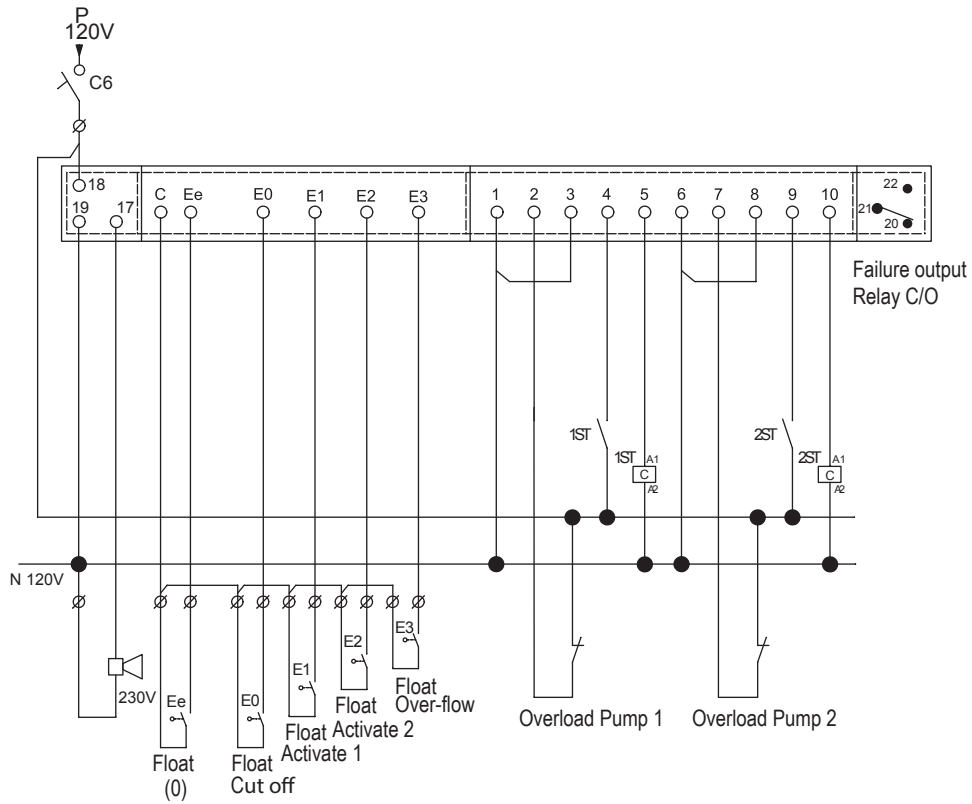 P
120V
C6
18
19
17
C Ee E0 E1 E2 E3
1 2 3 4 5 6 7 8 9 10
22
21
20
Failure output
Relay C/O
1ST
1ST
A1
C
A2
2ST
2ST
A1
C
A2
N 120V
230V
Ee
E0
E1
E2
E3
Float
(0)
Float
Cut off
Float
Activate 1
Float
Activate 2
Float
Over-flow
Overload Pump 1
Overload Pump 2